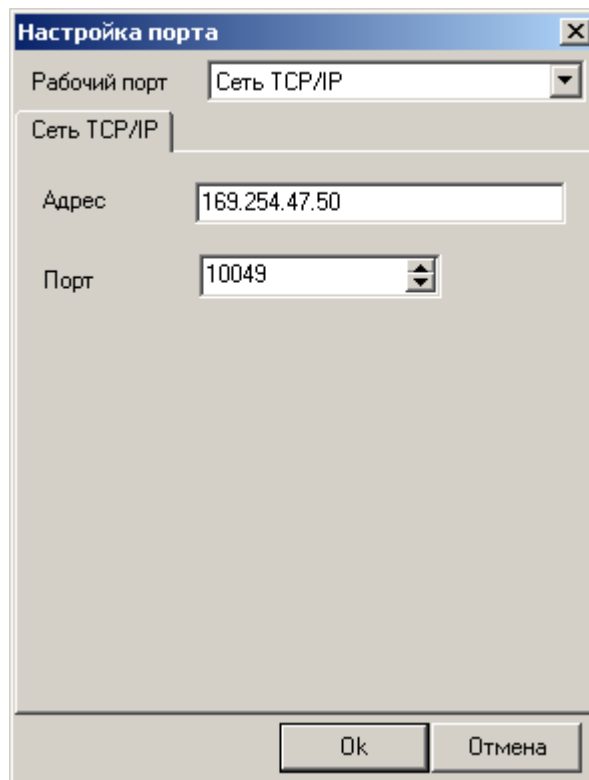 Настройка порта
Рабочий порт Сеть TCP/IP
Сеть TCP/IP
Адрес 169.254.47.50
Порт 10049
Ok Отмена